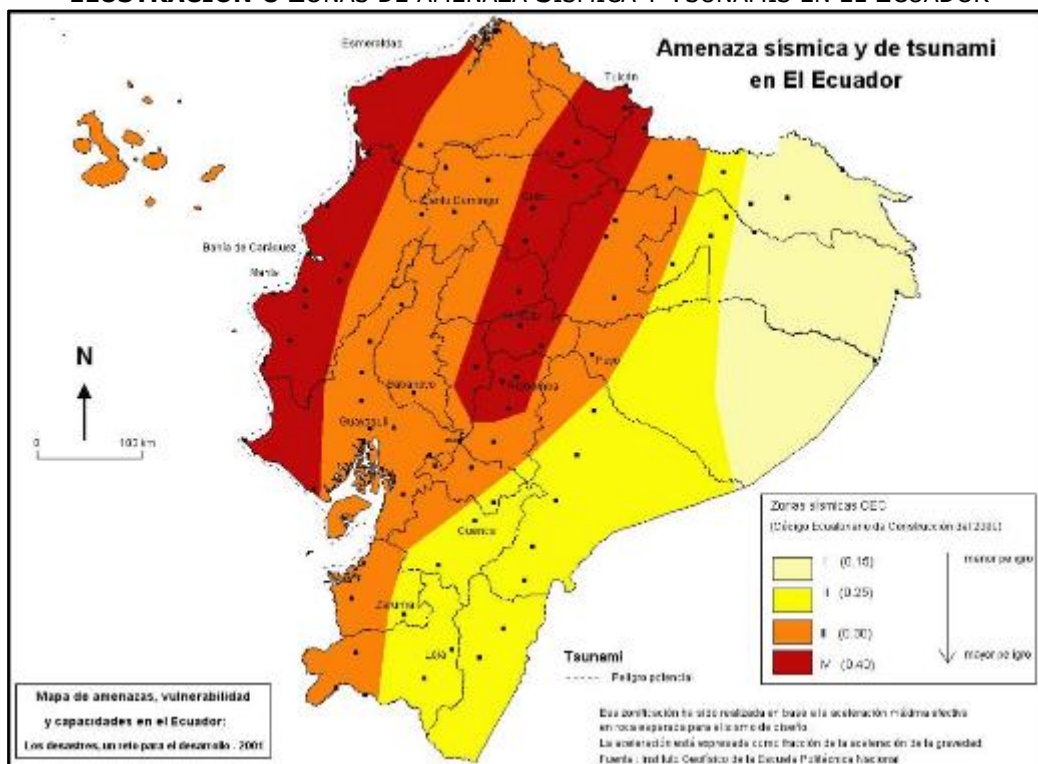 ILUSTRACIÓN 8 ZONAS DE AMENAZA SÍSMICA Y TSUNAMIS EN EL ECUADOR
Amenaza sísmica y de tsunami
en El Ecuador
Esmeraldas
Tulcán
Santo Domingo
Quito
Bahía de Caráquez
Manta
N
0 100 km
Puyo
Babahoyo
Riobamba
Guayaquil
Cuenca
Zaruma
Loja
Zonas sísmicas CEC
(Código Ecuatoriano de Construcción del 2000)
I (0.15)
II (0.25)
III (0.30)
IV (0.40)
menor peligro
mayor peligro
Tsunami
Peligro potencial
Mapa de amenazas, vulnerabilidad
y capacidades en el Ecuador:
Los desastres, un reto para el desarrollo - 2001
Esa zonificación ha sido realizada en base a la aceleración máxima efectiva
en roca esperada para el sismo de diseño
La aceleración está expresada como fracción de la aceleración de la gravedad
Fuente : Instituto Geofísico de la Escuela Politécnica Nacional